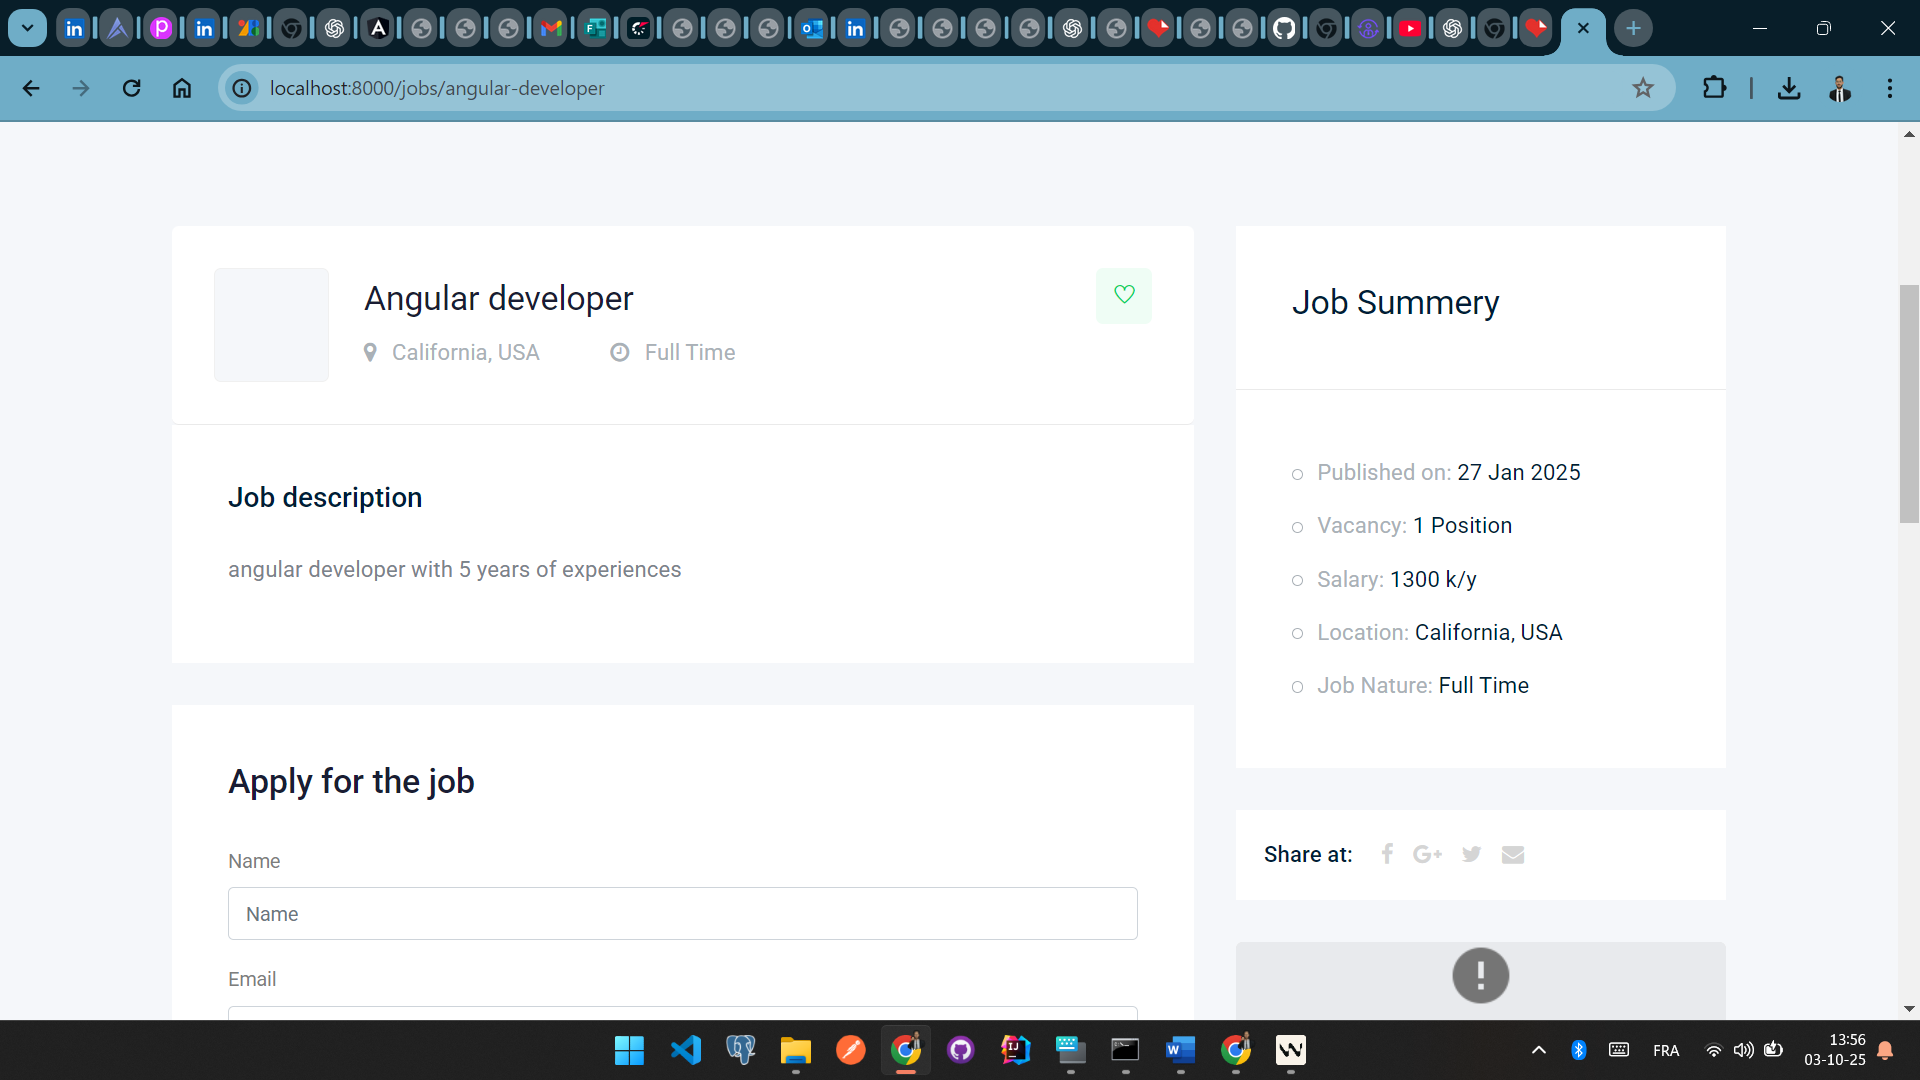 localhost:8000/jobs/angular-developer
Angular developer
California, USA
Full Time
Job description
angular developer with 5 years of experiences
Apply for the job
Name
Name
Email
Job Summery
Published on: 27 Jan 2025
Vacancy: 1 Position
Salary: 1300 k/y
Location: California, USA
Job Nature: Full Time
Share at:
FRA
13:56
03-10-25